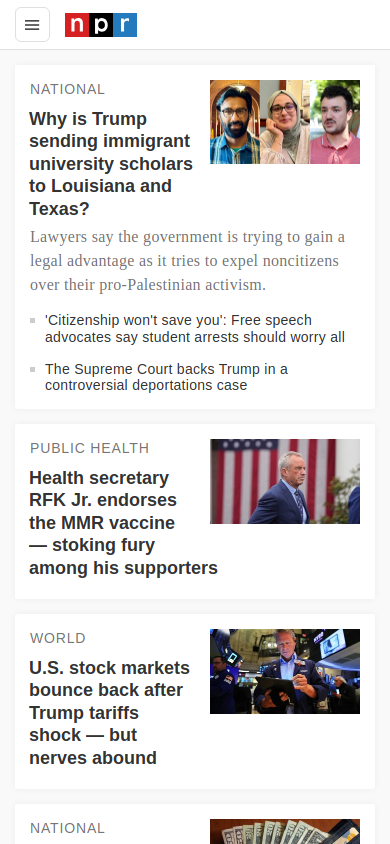 npr
NATIONAL
Why is Trump
sending immigrant
university scholars
to Louisiana and
Texas?
Lawyers say the government is trying to gain a
legal advantage as it tries to expel noncitizens
over their pro-Palestinian activism.
'Citizenship won't save you': Free speech
advocates say student arrests should worry all
The Supreme Court backs Trump in a
controversial deportations case
PUBLIC HEALTH
Health secretary
RFK Jr. endorses
the MMR vaccine
— stoking fury
among his supporters
WORLD
U.S. stock markets
bounce back after
Trump tariffs
shock — but
nerves abound
NATIONAL